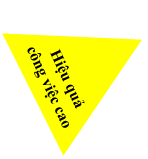 Hiệu quả
công việc cao